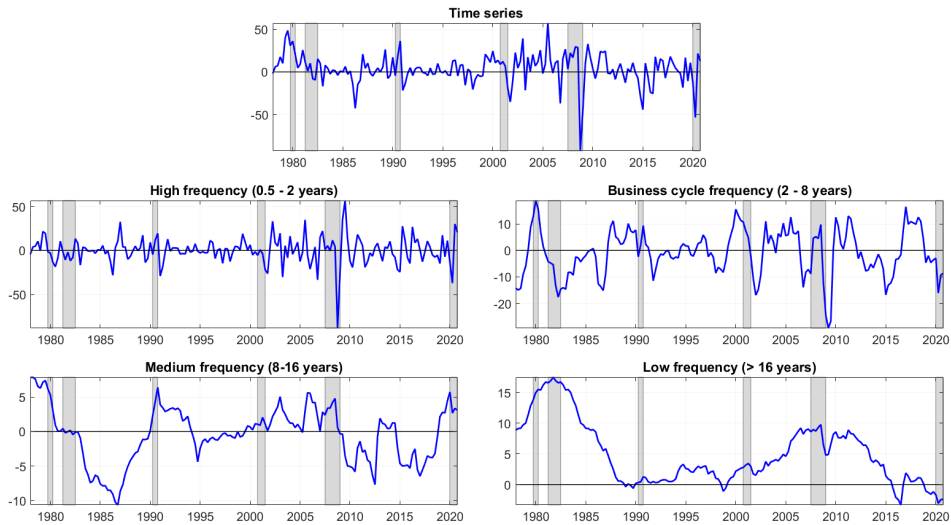 Time series
50
0
-50
1980 1985 1990 1995 2000 2005 2010 2015 2020
High frequency (0.5 - 2 years)
50
0
-50
1980 1985 1990 1995 2000 2005 2010 2015 2020
Business cycle frequency (2 - 8 years)
10
0
-10
-20
1980 1985 1990 1995 2000 2005 2010 2015 2020
Medium frequency (8-16 years)
5
0
-5
-10
1980 1985 1990 1995 2000 2005 2010 2015 2020
Low frequency (> 16 years)
15
10
5
0
1980 1985 1990 1995 2000 2005 2010 2015 2020